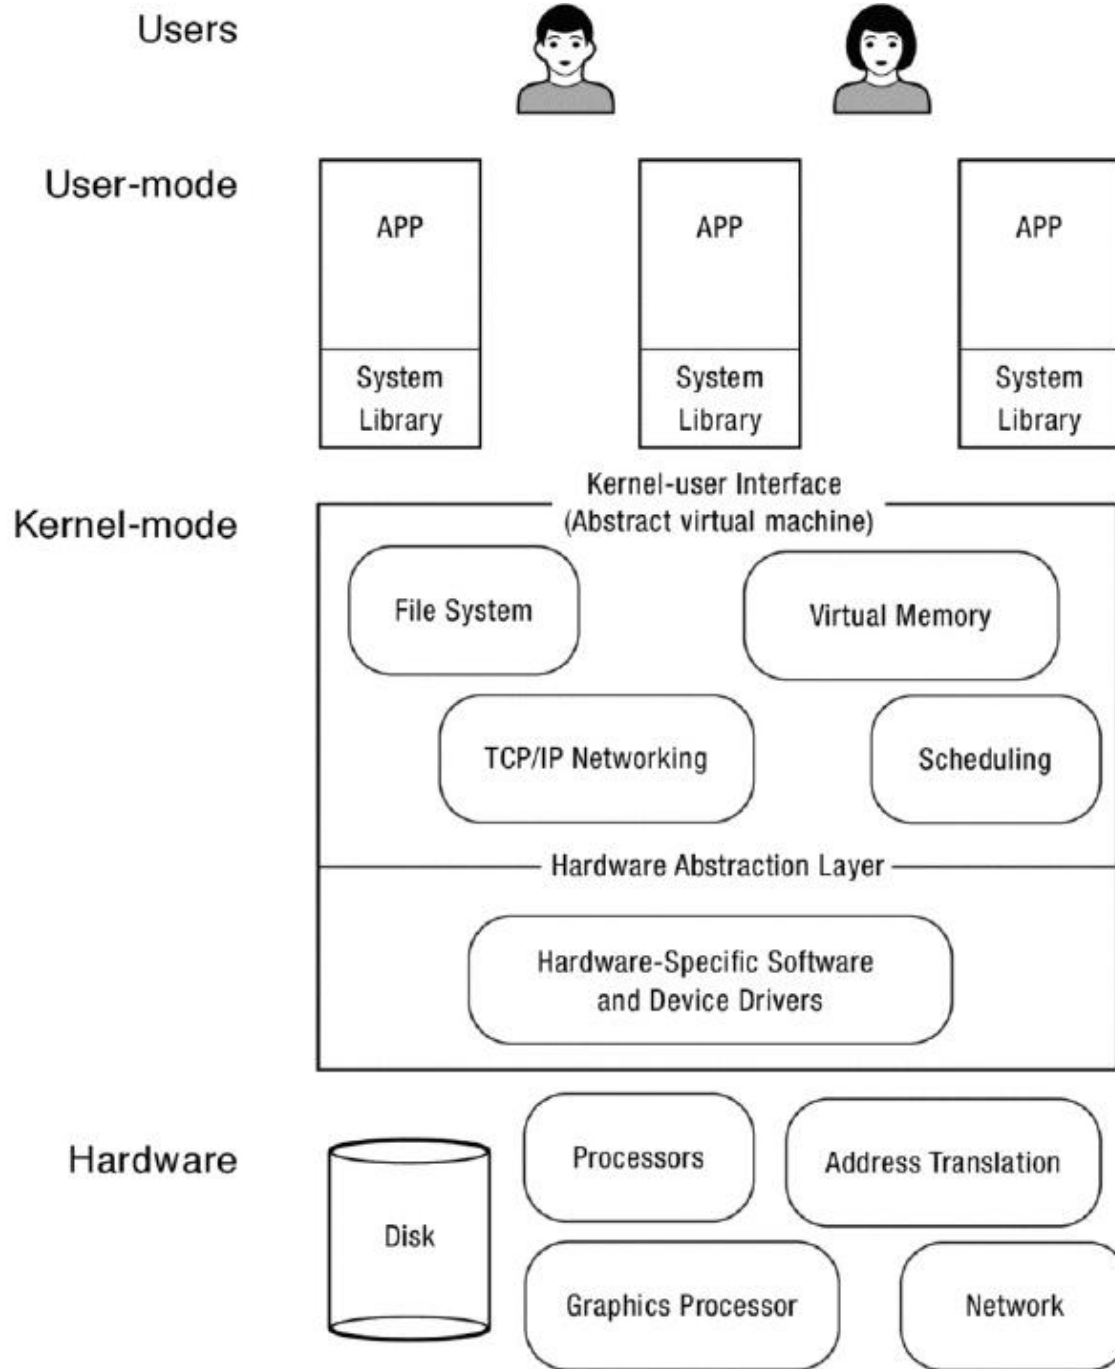 Users
User-mode
APP
APP
APP
System
Library
System
Library
System
Library
Kernel-user Interface
Kernel-mode
(Abstract virtual machine)
File System
Virtual Memory
TCP/IP Networking
Scheduling
Hardware Abstraction Layer
Hardware-Specific Software
and Device Drivers
Hardware
Processors
Address Translation
Disk
Graphics Processor
Network